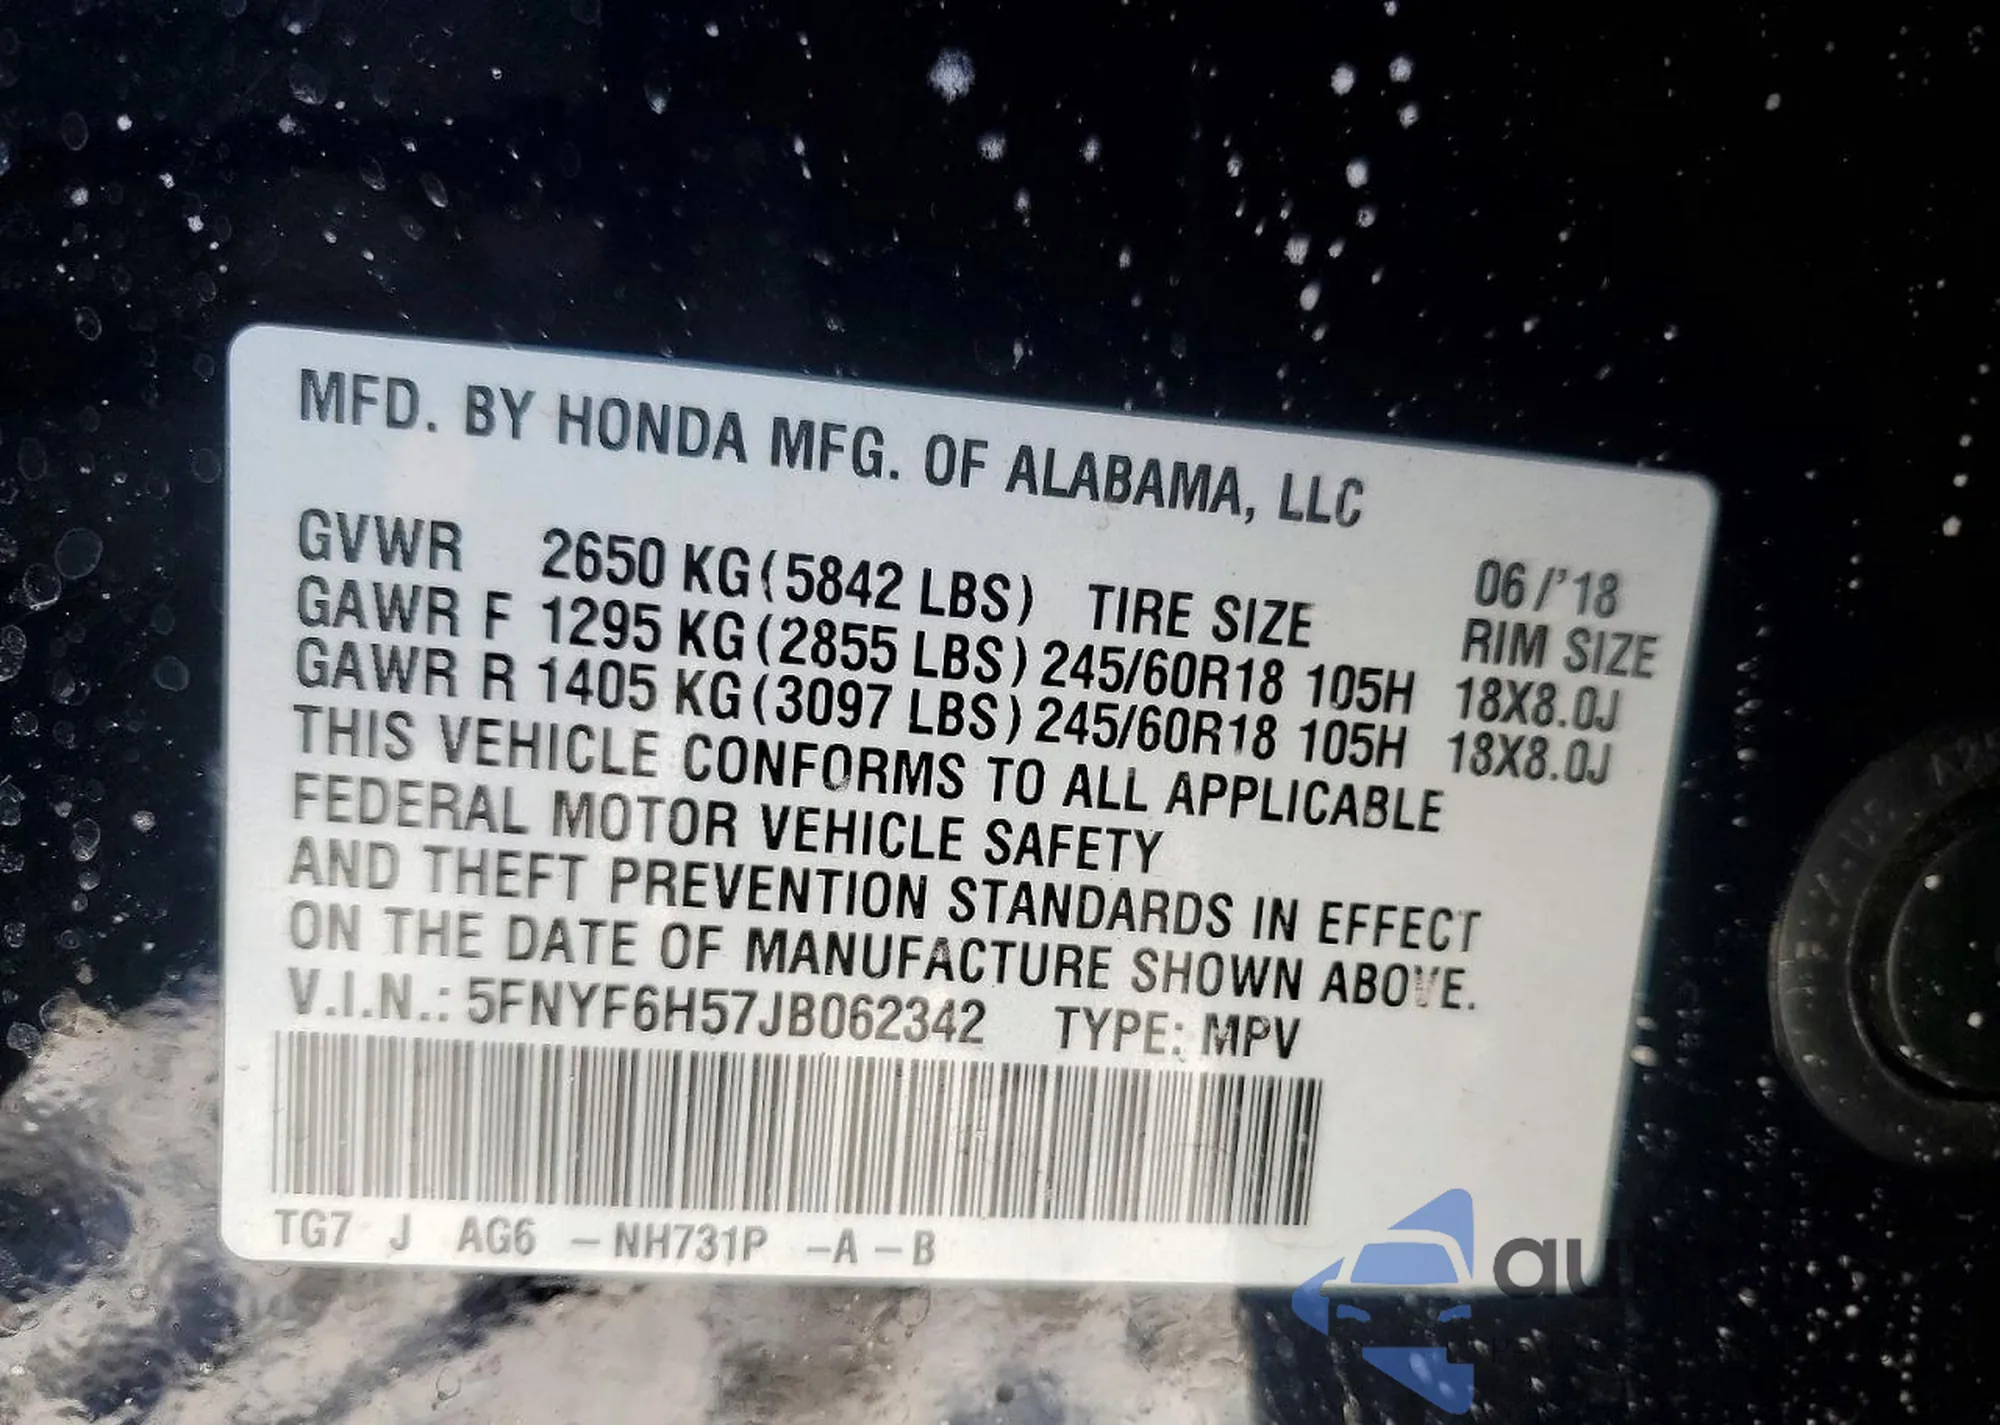 MFD. BY HONDA MFG. OF ALABAMA, LLC
06/'18
GVWR 2650 KG (5842 LBS) TIRE SIZE RIM SIZE
GAWR F 1295 KG (2855 LBS) 245/60R18 105H 18X8.0J
GAWR R 1405 KG (3097 LBS) 245/60R18 105H 18X8.0J
THIS VEHICLE CONFORMS TO ALL APPLICABLE
FEDERAL MOTOR VEHICLE SAFETY
AND THEFT PREVENTION STANDARDS IN EFFECT
ON THE DATE OF MANUFACTURE SHOWN ABOVE.
V.I.N.: 5FNYF6H57JB062342 TYPE: MPV
TG7 J AG6 -NH731P -A -B
au